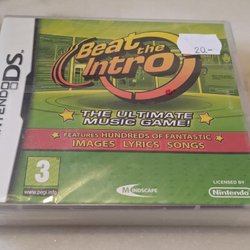 NINTENDO DS
Beat the
Intro
20.-
THE ULTIMATE
MUSIC GAME!
FEATURES HUNDREDS OF FANTASTIC
IMAGES LYRICS SONGS
3
www.pegi.info
MINDSCAPE
LICENSED BY
Nintendo